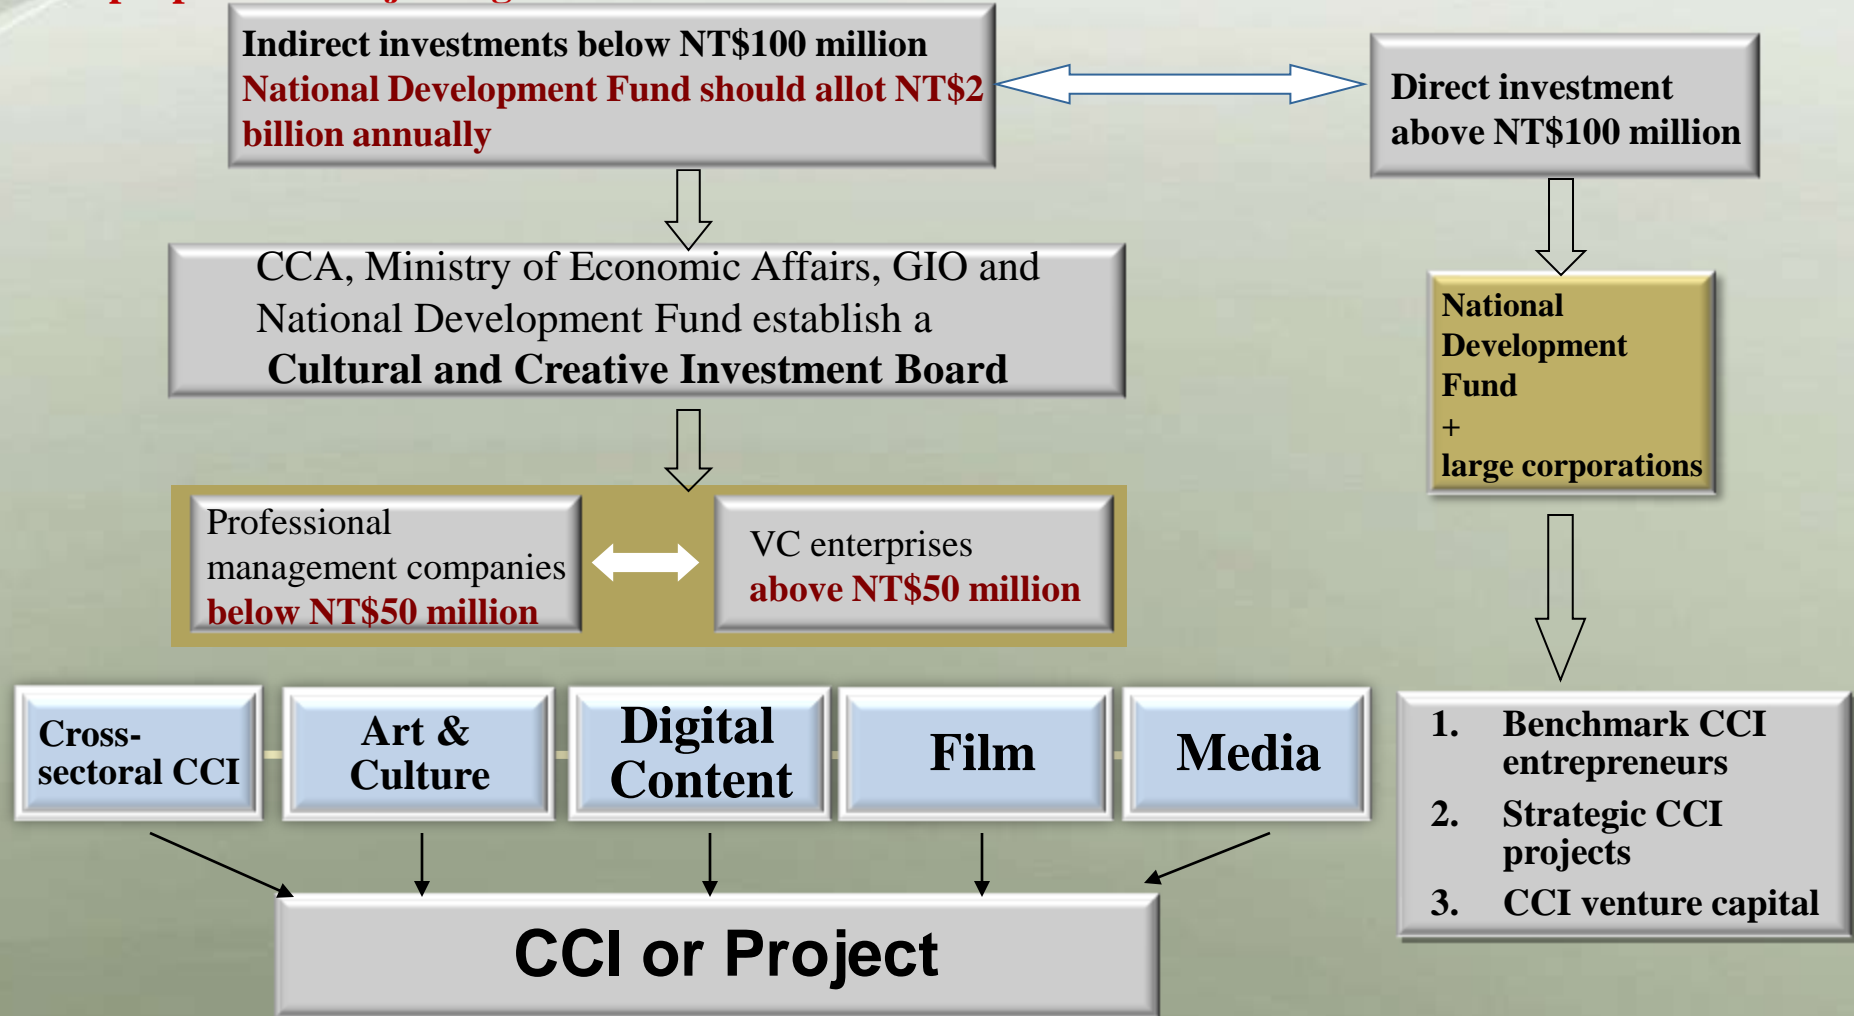 Indirect investments below NT$100 million
National Development Fund should allot NT$2
billion annually
Direct investment
above NT$100 million
CCA, Ministry of Economic Affairs, GIO and
National Development Fund establish a
Cultural and Creative Investment Board
National
Development
Fund
+
large corporations
Professional
management companies
below NT$50 million
VC enterprises
above NT$50 million
Cross-
sectoral CCI
Art &
Culture
Digital
Content
Film
Media
1. Benchmark CCI
entrepreneurs
2. Strategic CCI
projects
3. CCI venture capital
CCI or Project